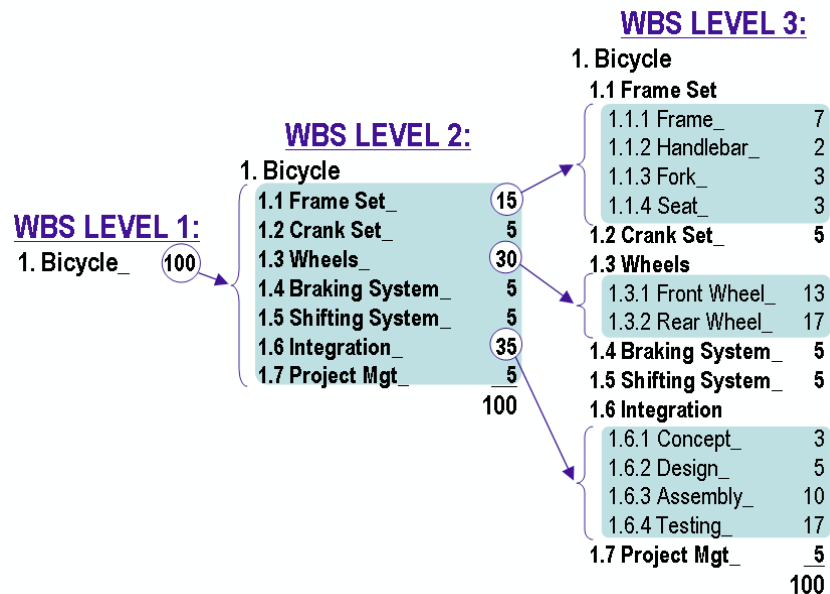 WBS LEVEL 1:
1. Bicycle_ 100
WBS LEVEL 2:
1. Bicycle
1.1 Frame Set_ 15
1.2 Crank Set_ 5
1.3 Wheels_ 30
1.4 Braking System_ 5
1.5 Shifting System_ 5
1.6 Integration_ 35
1.7 Project Mgt_ 5
100
WBS LEVEL 3:
1. Bicycle
1.1 Frame Set
1.1.1 Frame_ 7
1.1.2 Handlebar_ 2
1.1.3 Fork_ 3
1.1.4 Seat_ 3
1.2 Crank Set_ 5
1.3 Wheels
1.3.1 Front Wheel_ 13
1.3.2 Rear Wheel_ 17
1.4 Braking System_ 5
1.5 Shifting System_ 5
1.6 Integration
1.6.1 Concept_ 3
1.6.2 Design_ 5
1.6.3 Assembly_ 10
1.6.4 Testing_ 17
1.7 Project Mgt_ 5
100